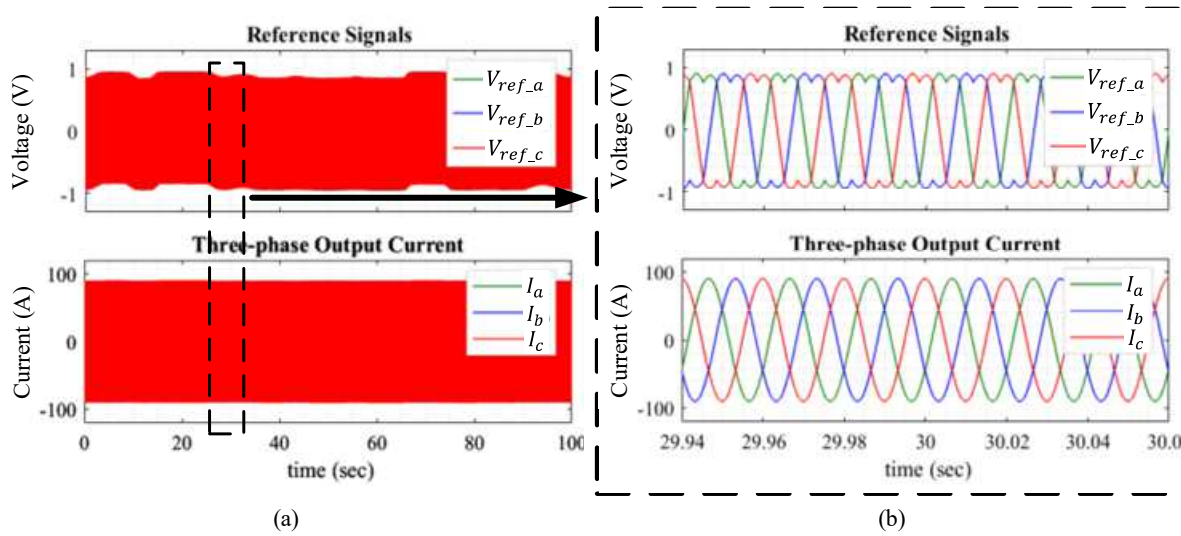 Reference Signals
Voltage (V)
1
0
-1
V_ref_a
V_ref_b
V_ref_c
Three-phase Output Current
Current (A)
100
0
-100
I_a
I_b
I_c
0 20 40 60 80 100
time (sec)
(a)
Reference Signals
Voltage (V)
1
0
-1
V_ref_a
V_ref_b
V_ref_c
Three-phase Output Current
Current (A)
100
0
-100
I_a
I_b
I_c
29.94 29.96 29.98 30 30.02 30.04 30.0
time (sec)
(b)